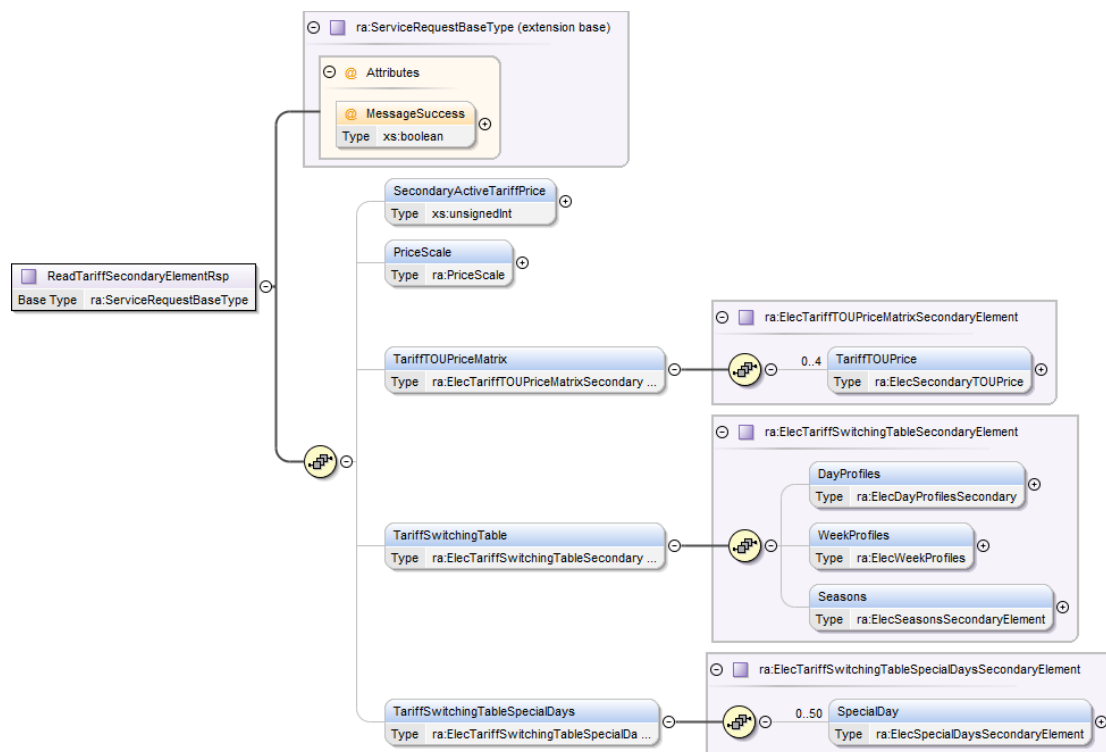 ra:ServiceRequestBaseType (extension base)
@ Attributes
@ MessageSuccess
Type xs:boolean
SecondaryActiveTariffPrice
Type xs:unsignedInt
PriceScale
Type ra:PriceScale
ReadTariffSecondaryElementRsp
Base Type ra:ServiceRequestBaseType
ra:ElecTariffTOUPriceMatrixSecondaryElement
TariffTOUPriceMatrix
Type ra:ElecTariffTOUPriceMatrixSecondary ...
0..4
TariffTOUPrice
Type ra:ElecSecondaryTOUPrice
ra:ElecTariffSwitchingTableSecondaryElement
DayProfiles
Type ra:ElecDayProfilesSecondary
TariffSwitchingTable
Type ra:ElecTariffSwitchingTableSecondary ...
WeekProfiles
Type ra:ElecWeekProfiles
Seasons
Type ra:ElecSeasonsSecondaryElement
ra:ElecTariffSwitchingTableSpecialDaysSecondaryElement
TariffSwitchingTableSpecialDays
Type ra:ElecTariffSwitchingTableSpecialDa ...
0..50
SpecialDay
Type ra:ElecSpecialDaysSecondaryElement